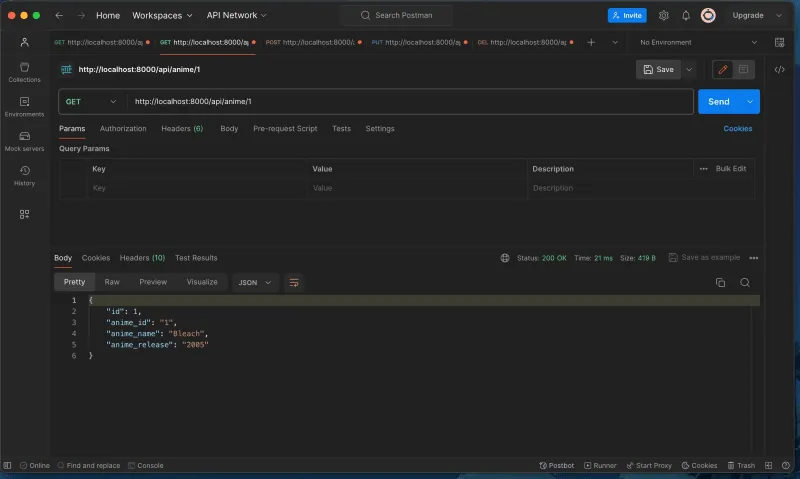 Home Workspaces API Network Search Postman Invite Upgrade
GET http://localhost:8000/a GET http://localhost:8000/a POST http://localhost:8000/ PUT http://localhost:8000/a DEL http://localhost:8000/a No Environment
http://localhost:8000/api/anime/1 Save
GET http://localhost:8000/api/anime/1 Send
Collections
Environments
Mock servers
History
Params Authorization Headers (6) Body Pre-request Script Tests Settings Cookies
Query Params
Key Value Description Bulk Edit
Key Value Description
Body Cookies Headers (10) Test Results Status: 200 OK Time: 21 ms Size: 419 B Save as example
Pretty Raw Preview Visualize JSON
1 {
2 "id": 1,
3 "anime_id": "1",
4 "anime_name": "Bleach",
5 "anime_release": "2005"
6 }
Online Find and replace Console Postbot Runner Start Proxy Cookies Trash